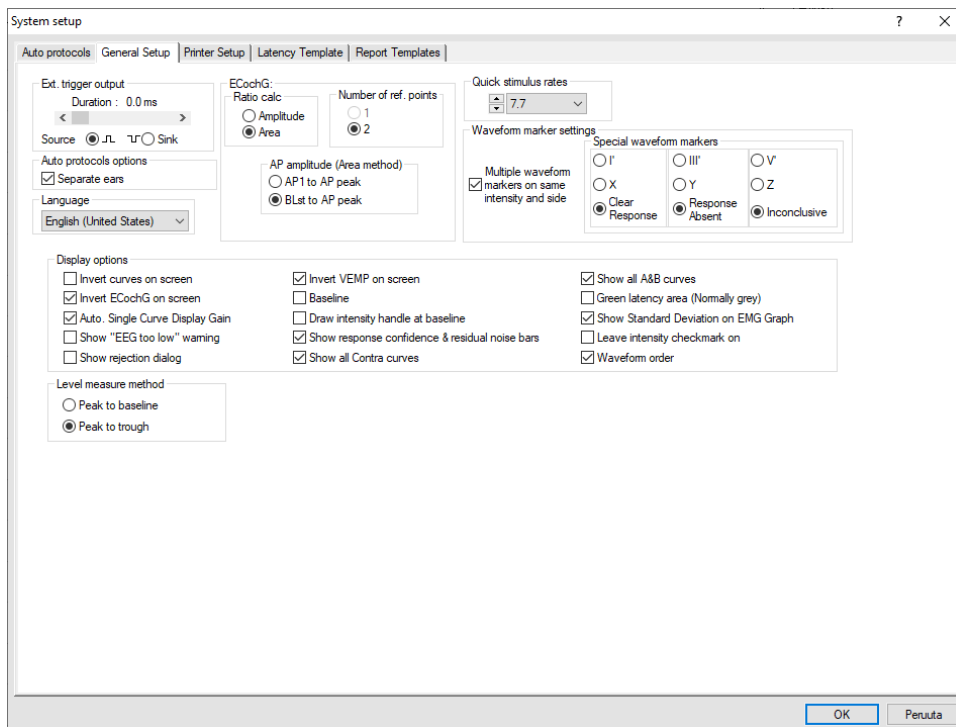 System setup
Auto protocols General Setup Printer Setup Latency Template Report Templates
Ext. trigger output
Duration : 0.0 ms
Source Sink
Auto protocols options
Separate ears
Language
English (United States)
ECochG:
Ratio calc
Amplitude
Area
Number of ref. points
1
2
AP amplitude (Area method)
AP1 to AP peak
BLst to AP peak
Quick stimulus rates
7.7
Waveform marker settings
Multiple waveform
markers on same
intensity and side
Special waveform markers
I' III' V'
X Y Z
Clear Response
Response Absent
Inconclusive
Display options
Invert curves on screen
Invert ECochG on screen
Auto. Single Curve Display Gain
Show "EEG too low" warning
Show rejection dialog
Invert VEMP on screen
Baseline
Draw intensity handle at baseline
Show response confidence & residual noise bars
Show all Contra curves
Show all A&B curves
Green latency area (Normally grey)
Show Standard Deviation on EMG Graph
Leave intensity checkmark on
Waveform order
Level measure method
Peak to baseline
Peak to trough
OK Peruuta